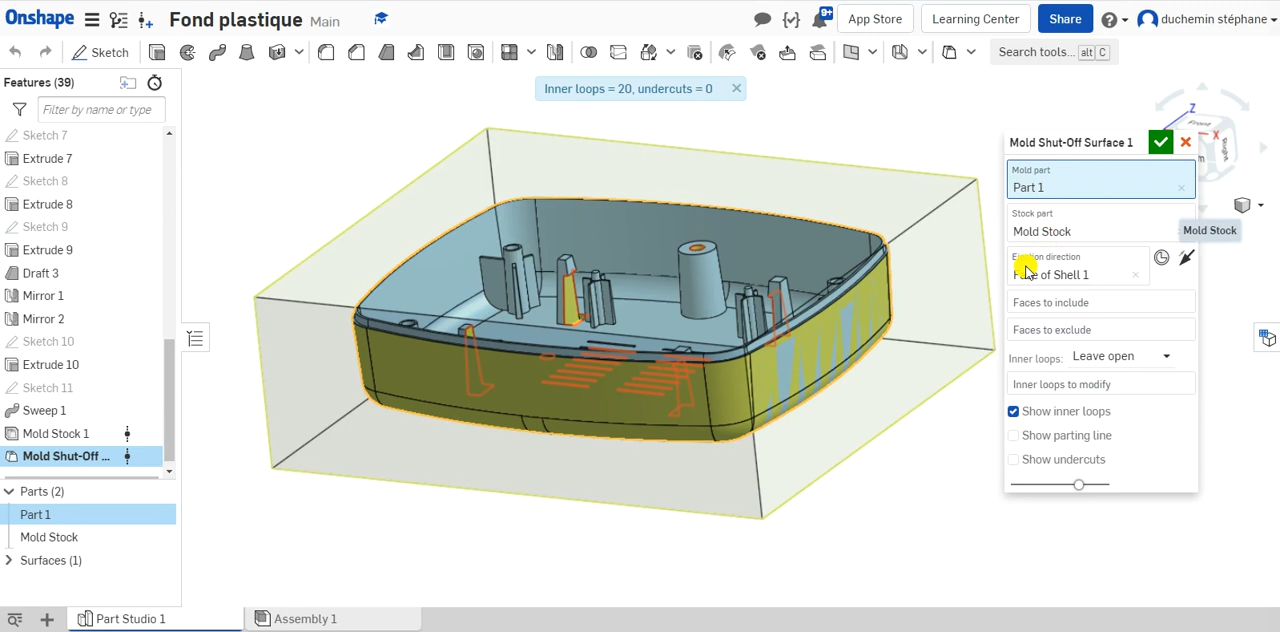 Onshape
Fond plastique Main
9+
App Store
Learning Center
Share
duchemin stéphane
Sketch
Search tools... alt C
Features (39)
Filter by name or type
Sketch 7
Extrude 7
Sketch 8
Extrude 8
Sketch 9
Extrude 9
Draft 3
Mirror 1
Mirror 2
Sketch 10
Extrude 10
Sketch 11
Sweep 1
Mold Stock 1
Mold Shut-Off ...
Parts (2)
Part 1
Mold Stock
Surfaces (1)
Inner loops = 20, undercuts = 0
Z
Front
X
Right
Mold Shut-Off Surface 1
Mold part
Part 1
Stock part
Mold Stock
Mold Stock
direction
of Shell 1
Faces to include
Faces to exclude
Inner loops: Leave open
Inner loops to modify
Show inner loops
Show parting line
Show undercuts
Part Studio 1
Assembly 1